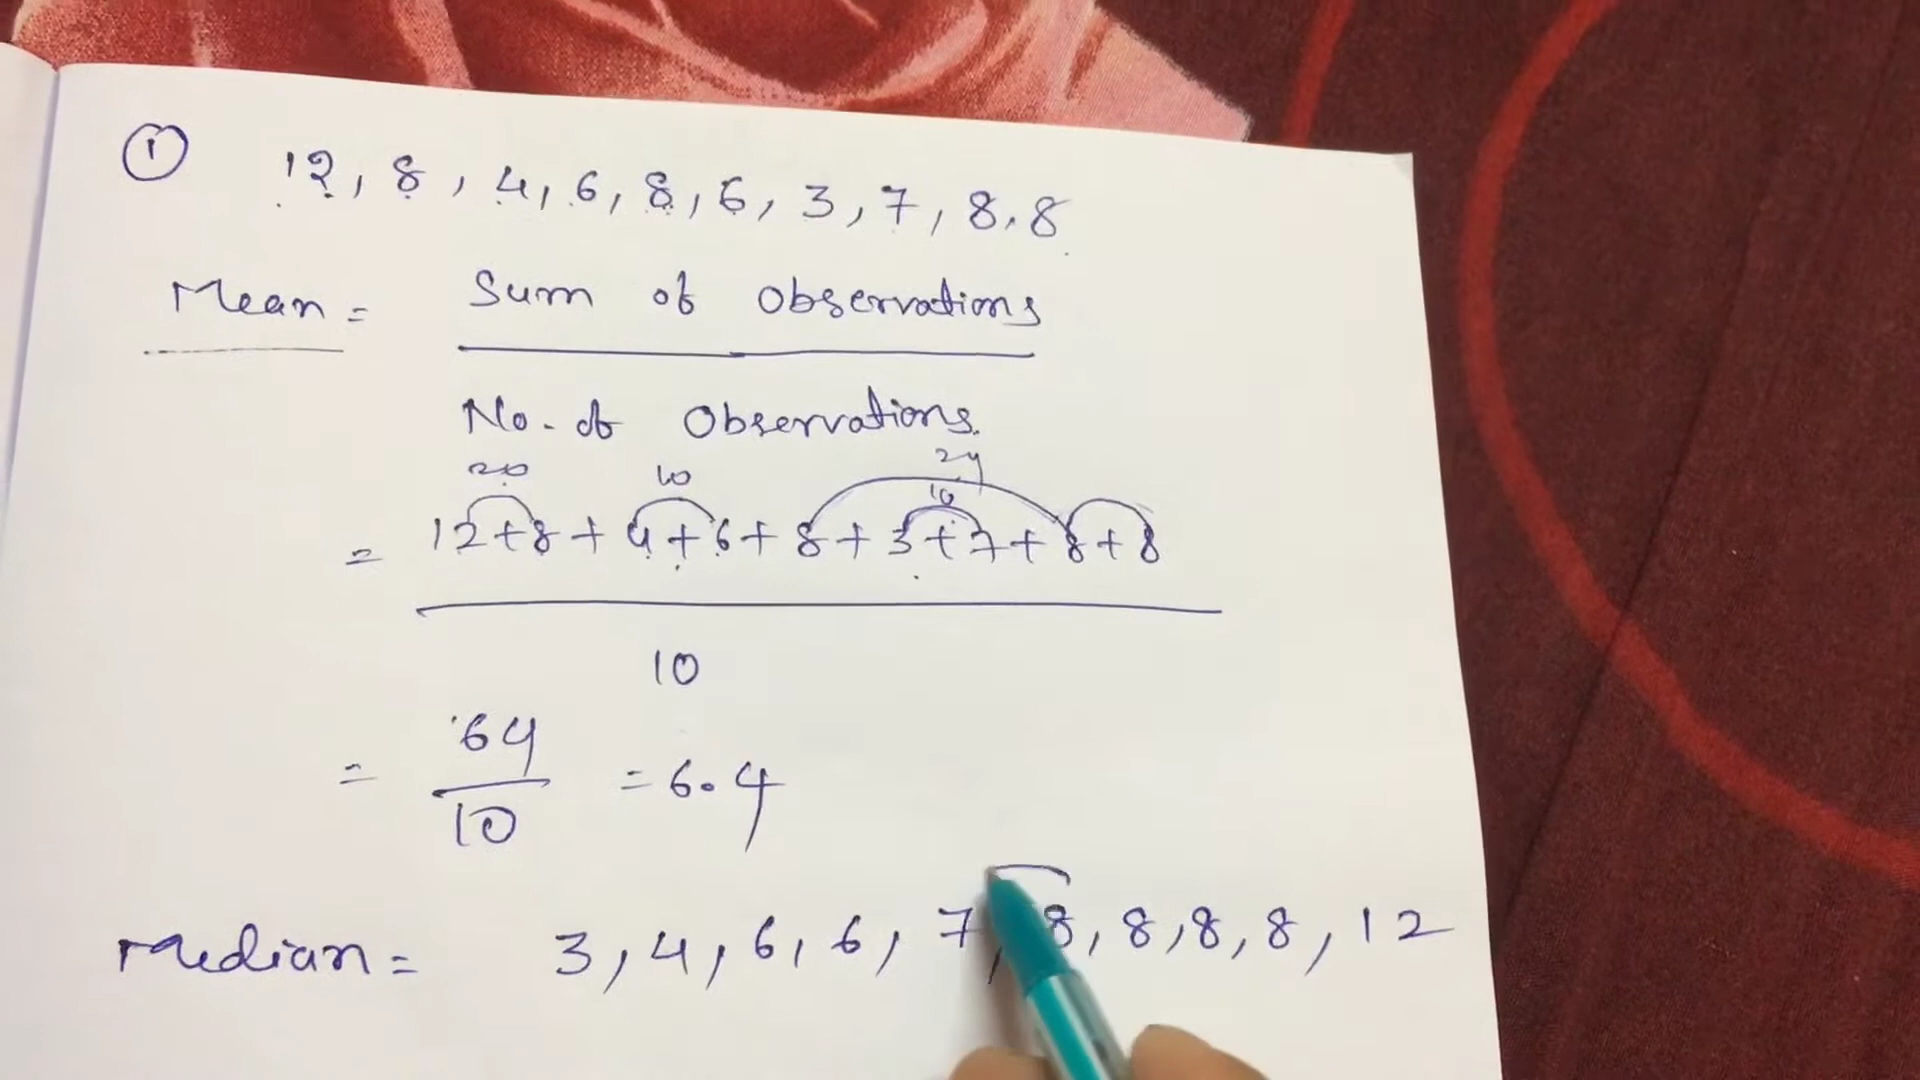 ① 12, 8, 4, 6, 8, 6, 3, 7, 8, 8
Mean = Sum of Observations
No. of Observations.
20 10 10 24
= 12+8 + 4+6 + 8 + 3+7 + 8+8
10
= 64
10 = 6.4
Median = 3, 4, 6, 6, 7, 8, 8, 8, 8, 12